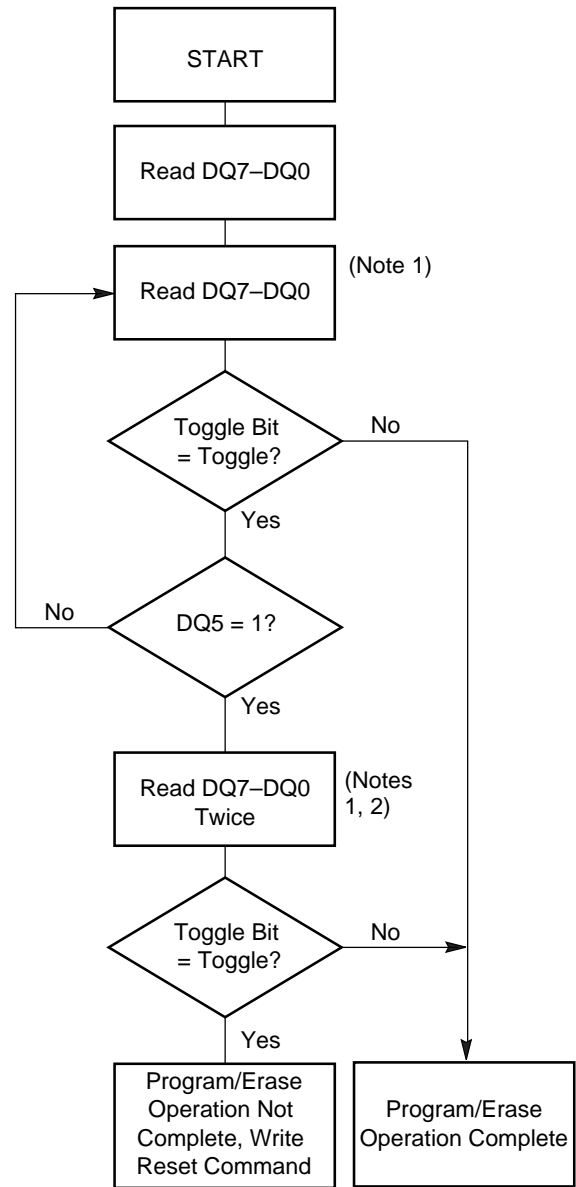 START
Read DQ7–DQ0
Read DQ7–DQ0
(Note 1)
Toggle Bit
= Toggle?
No
Yes
DQ5 = 1?
No
Yes
Read DQ7–DQ0
Twice
(Notes
1, 2)
Toggle Bit
= Toggle?
No
Yes
Program/Erase
Operation Not
Complete, Write
Reset Command
Program/Erase
Operation Complete